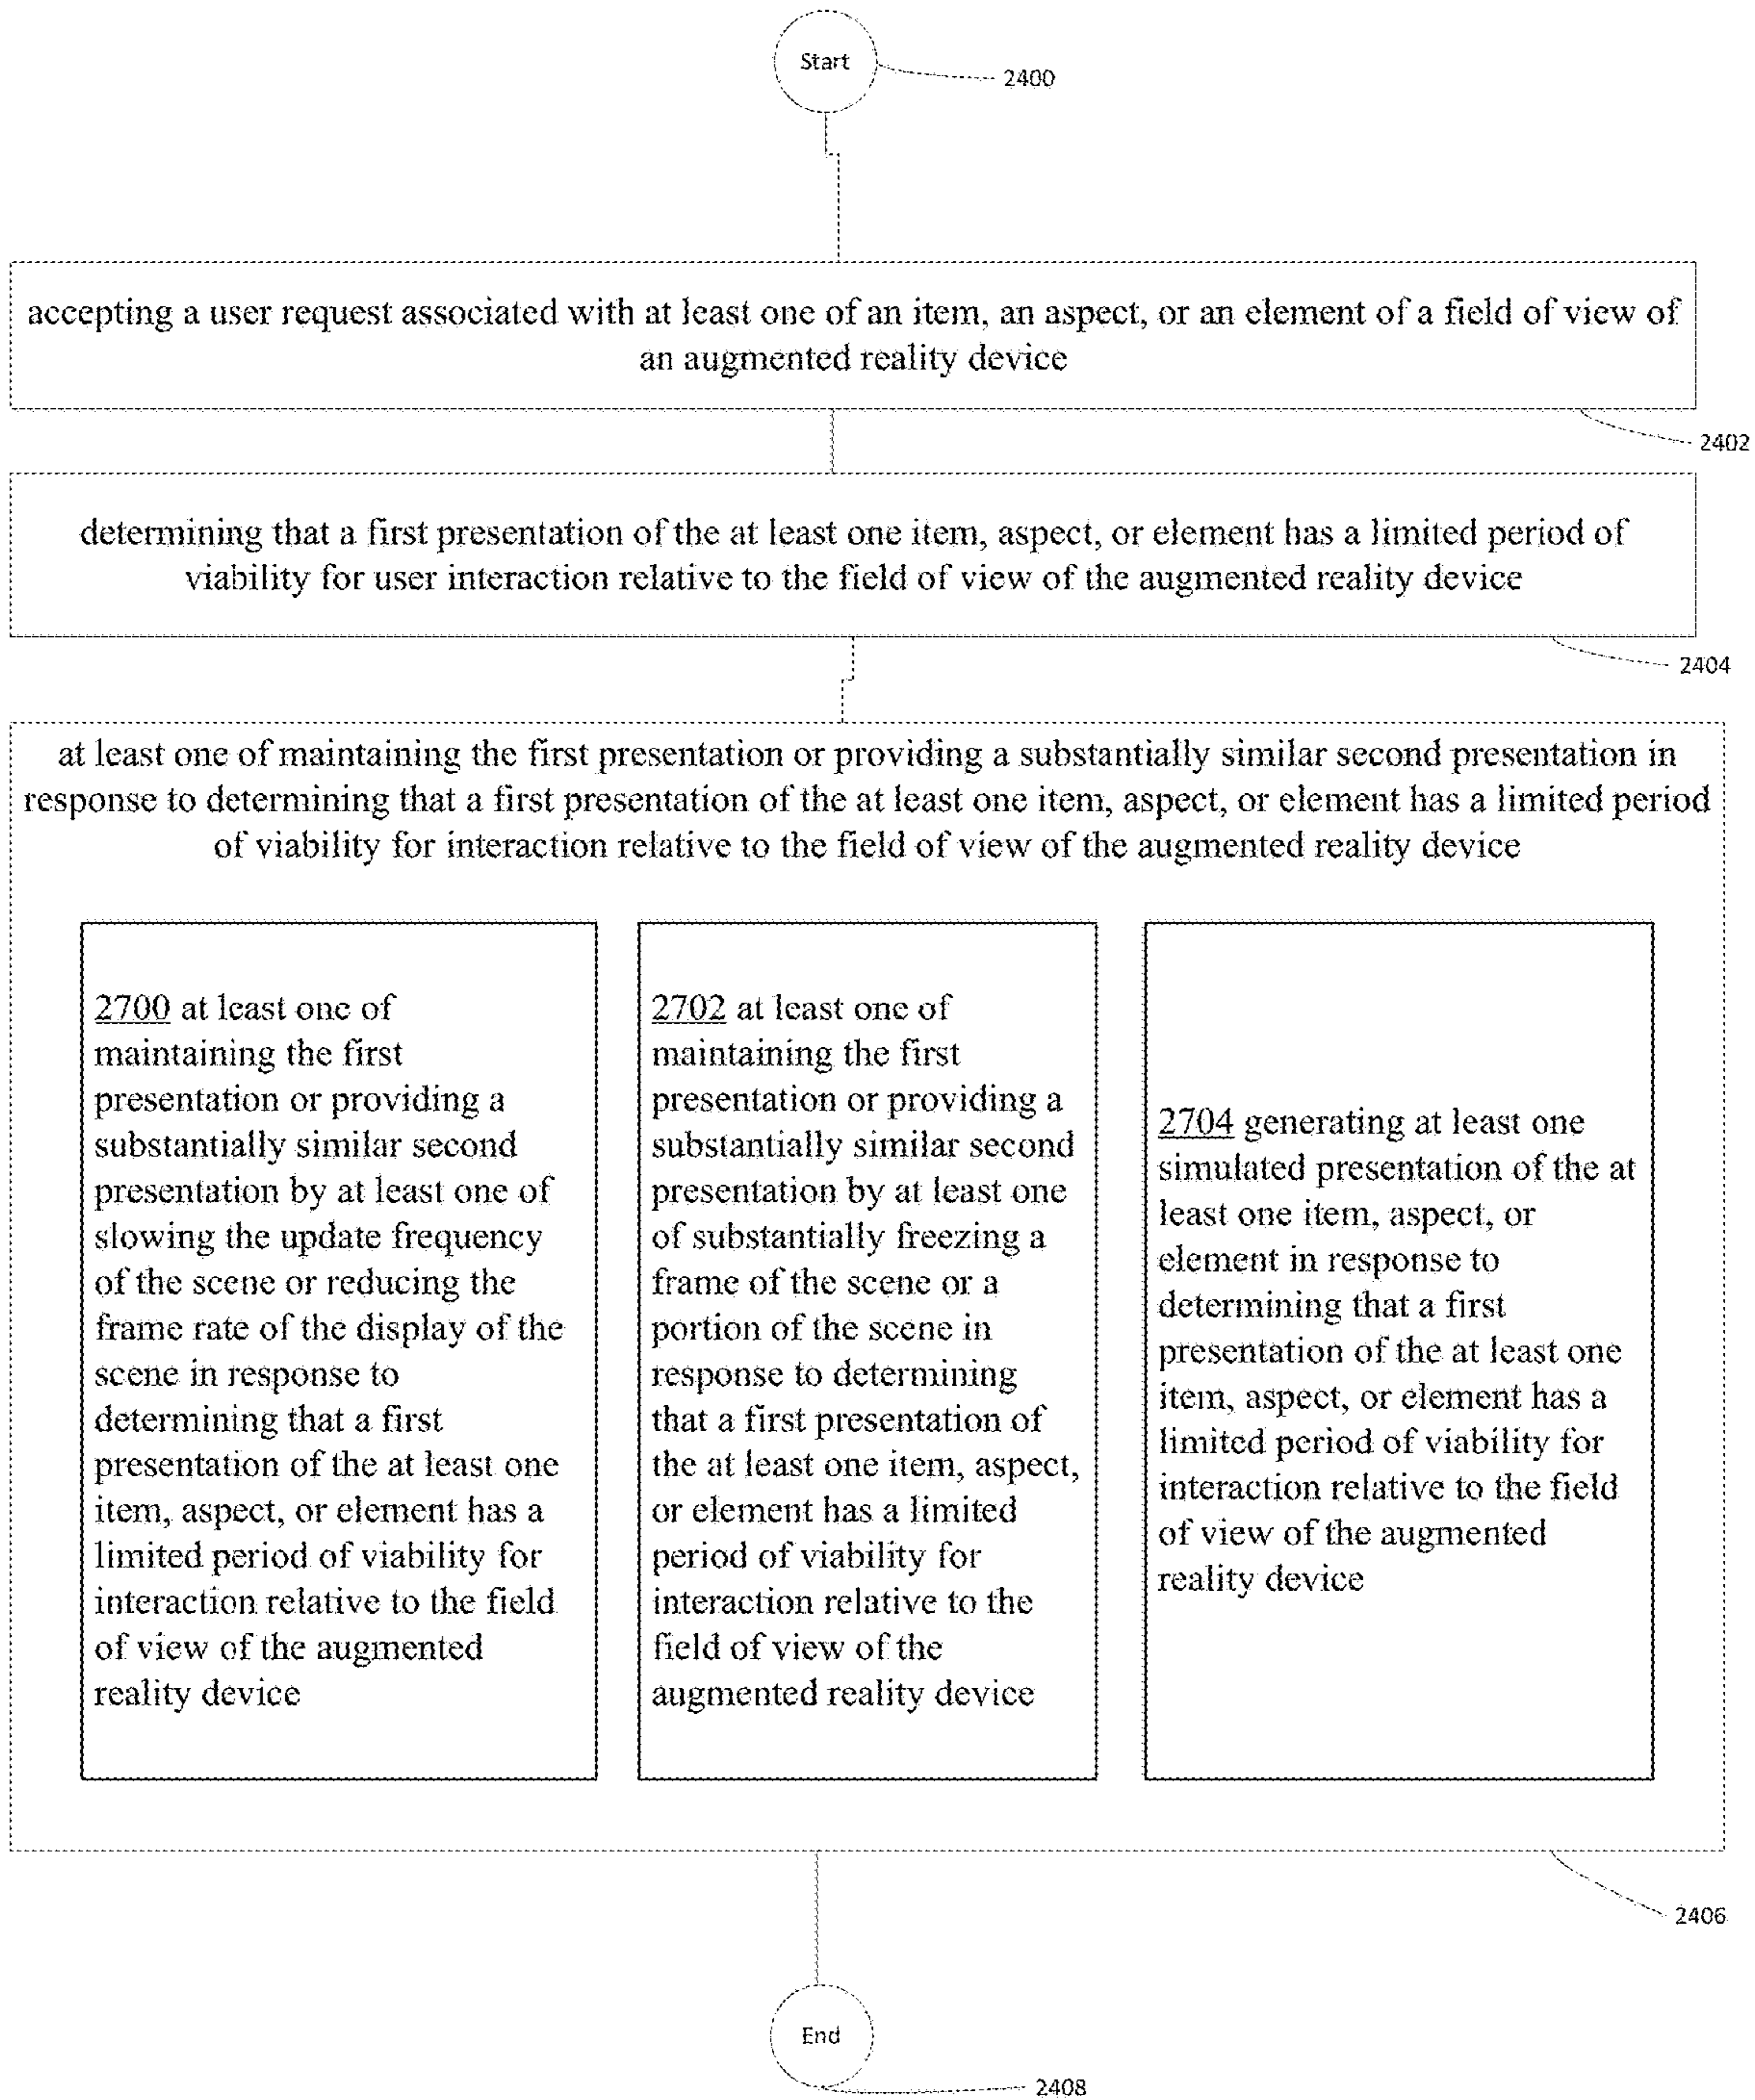 Start
2400
accepting a user request associated with at least one of an item, an aspect, or an element of a field of view of
an augmented reality device
2402
determining that a first presentation of the at least one item, aspect, or element has a limited period of
viability for user interaction relative to the field of view of the augmented reality device
2404
at least one of maintaining the first presentation or providing a substantially similar second presentation in
response to determining that a first presentation of the at least one item, aspect, or element has a limited period
of viability for interaction relative to the field of view of the augmented reality device
2700 at least one of
maintaining the first
presentation or providing a
substantially similar second
presentation by at least one of
slowing the update frequency
of the scene or reducing the
frame rate of the display of the
scene in response to
determining that a first
presentation of the at least one
item, aspect, or element has a
limited period of viability for
interaction relative to the field
of view of the augmented
reality device
2702 at least one of
maintaining the first
presentation or providing a
substantially similar second
presentation by at least one
of substantially freezing a
frame of the scene or a
portion of the scene in
response to determining
that a first presentation of
the at least one item, aspect,
or element has a limited
period of viability for
interaction relative to the
field of view of the
augmented reality device
2704 generating at least one
simulated presentation of the at
least one item, aspect, or
element in response to
determining that a first
presentation of the at least one
item, aspect, or element has a
limited period of viability for
interaction relative to the field
of view of the augmented
reality device
2406
End
2408